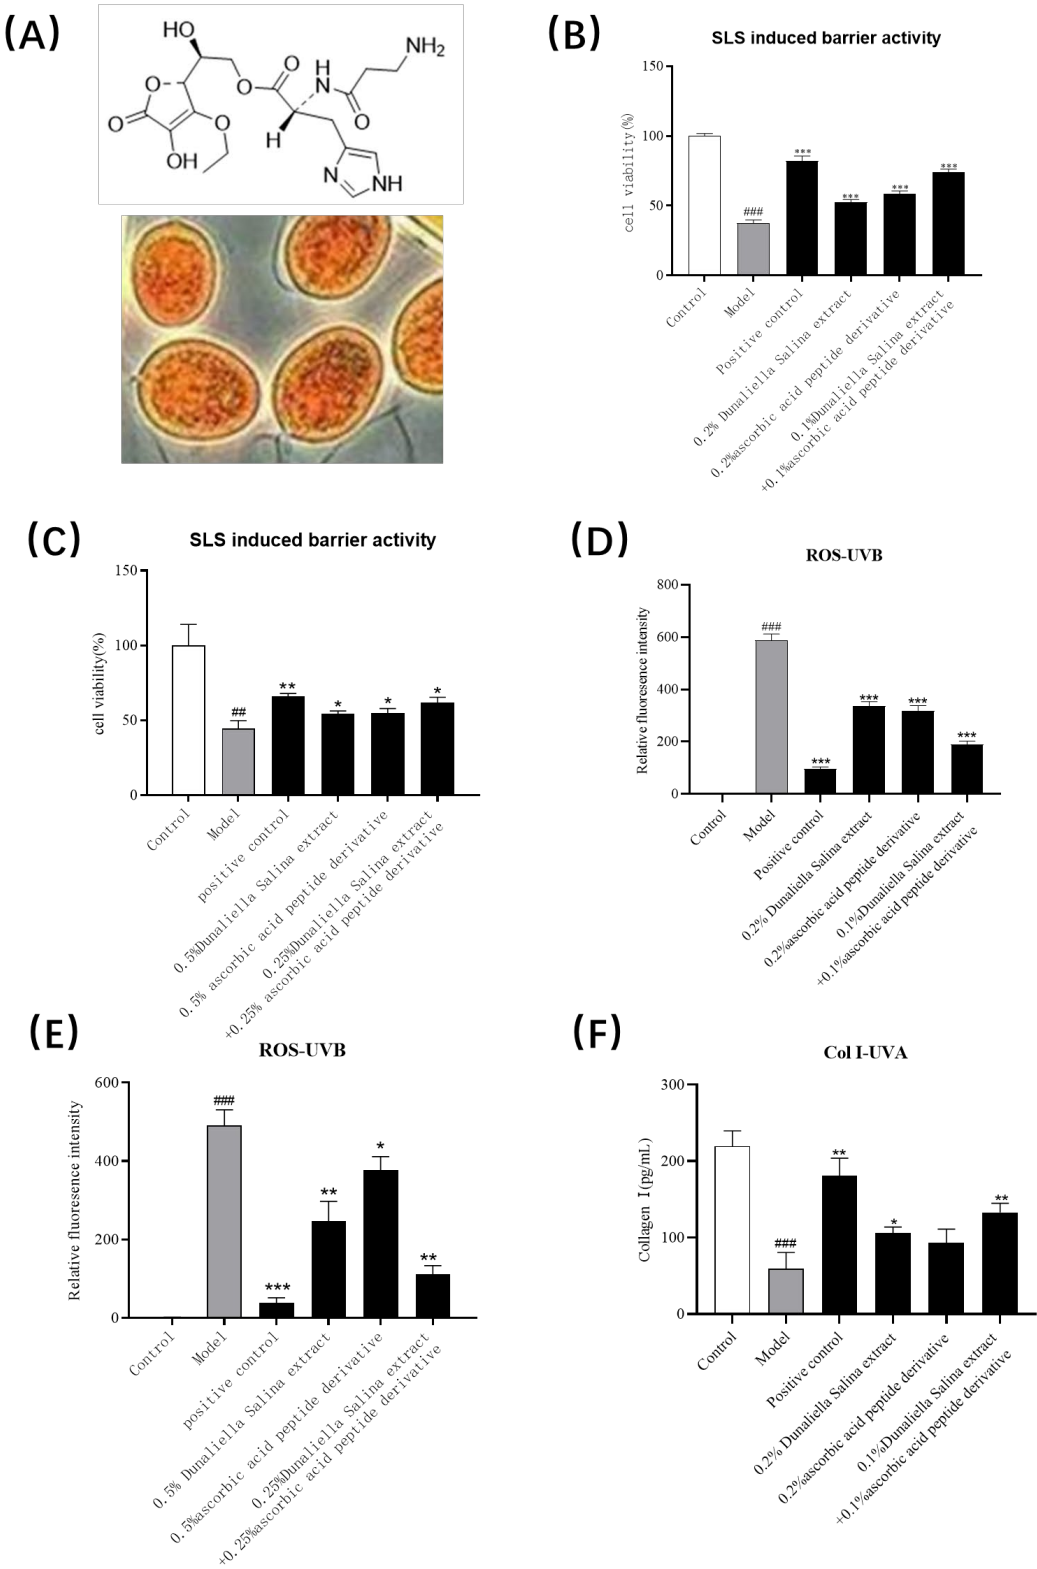 (A)
HO
O
O
OH
O
O
O
H
N
H
O
NH2
N
NH
(B)
SLS induced barrier activity
cell viability(%)
150
100
50
0
###
***
***
***
***
Control
Model
Positive control
0.2% Dunaliella Salina extract
0.2%ascorbic acid peptide derivative
0.1%Dunaliella Salina extract
+0.1%ascorbic acid peptide derivative
(C)
SLS induced barrier activity
cell viability(%)
150
100
50
0
##
**
*
*
*
Control
Model
positive control
0.5%Dunaliella Salina extract
0.5% ascorbic acid peptide derivative
0.25%Dunaliella Salina extract
+0.25% ascorbic acid peptide derivative
(D)
ROS-UVB
Relative fluoresence intensity
800
600
400
200
0
###
***
***
***
***
Control
Model
Positive control
0.2% Dunaliella Salina extract
0.2%ascorbic acid peptide derivative
0.1%Dunaliella Salina extract
+0.1%ascorbic acid peptide derivative
(E)
ROS-UVB
Relative fluoresence intensity
600
400
200
0
###
***
**
*
**
Control
Model
positive control
0.5% Dunaliella Salina extract
0.5%ascorbic acid peptide derivative
0.25%Dunaliella Salina extract
+0.25%ascorbic acid peptide derivative
(F)
Col I-UVA
Collagen Ⅰ(pg/mL)
300
200
100
0
###
**
*
**
Control
Model
Positive control
0.2% Dunaliella Salina extract
0.2%ascorbic acid peptide derivative
0.1%Dunaliella Salina extract
+0.1%ascorbic acid peptide derivative